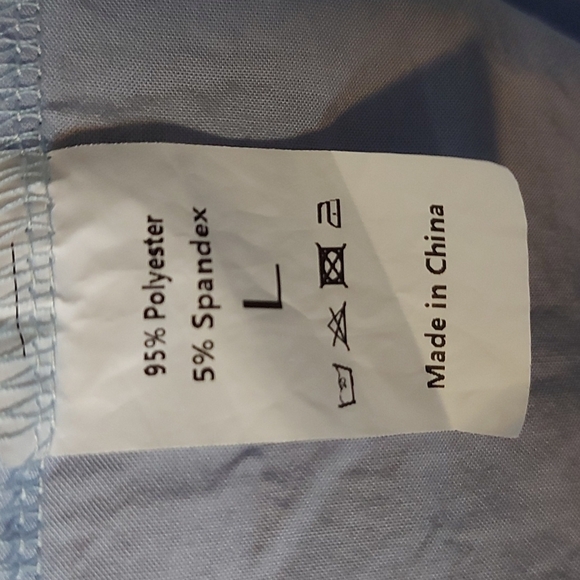 95% Polyester
5% Spandex
L
Made in China